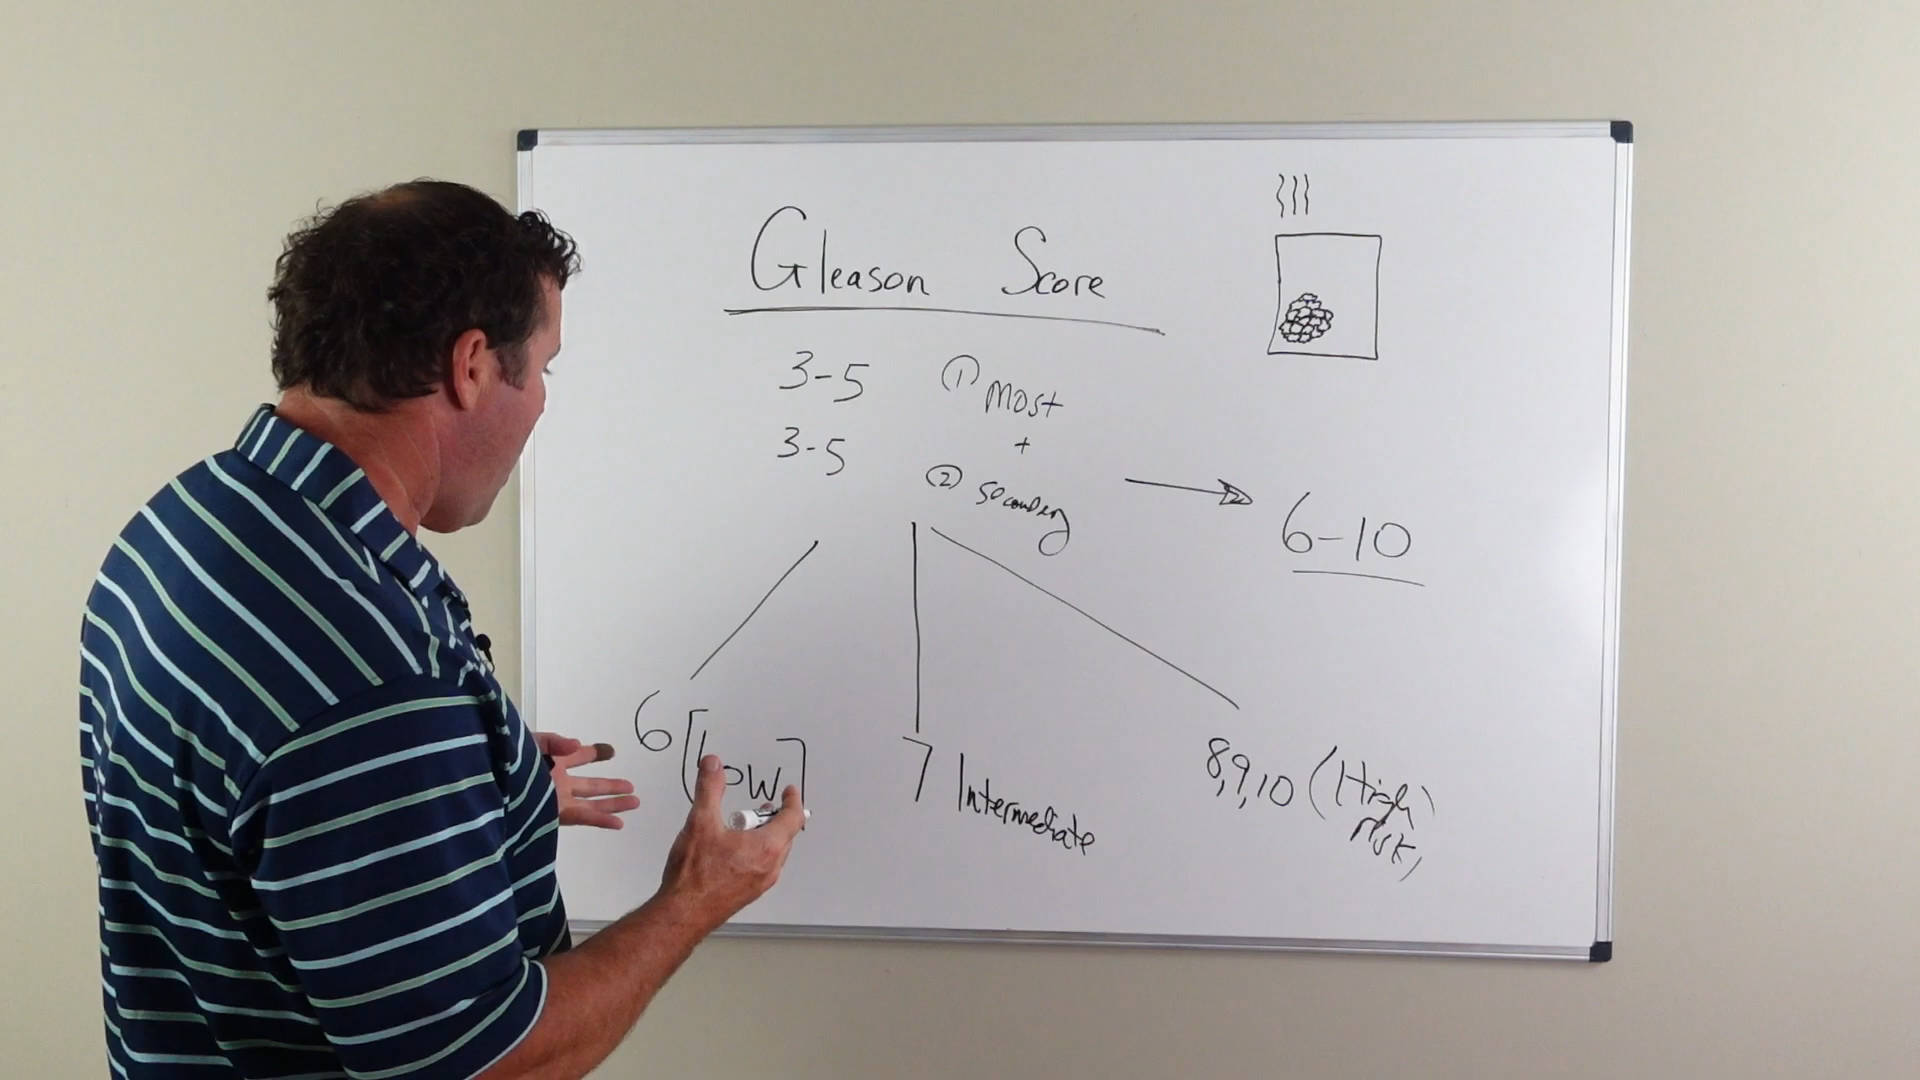 Gleason Score
3-5 ① Most
+
3-5 ② Secondary
6-10
6 [Low]
7 Intermediate
8,9,10 (High
risk)